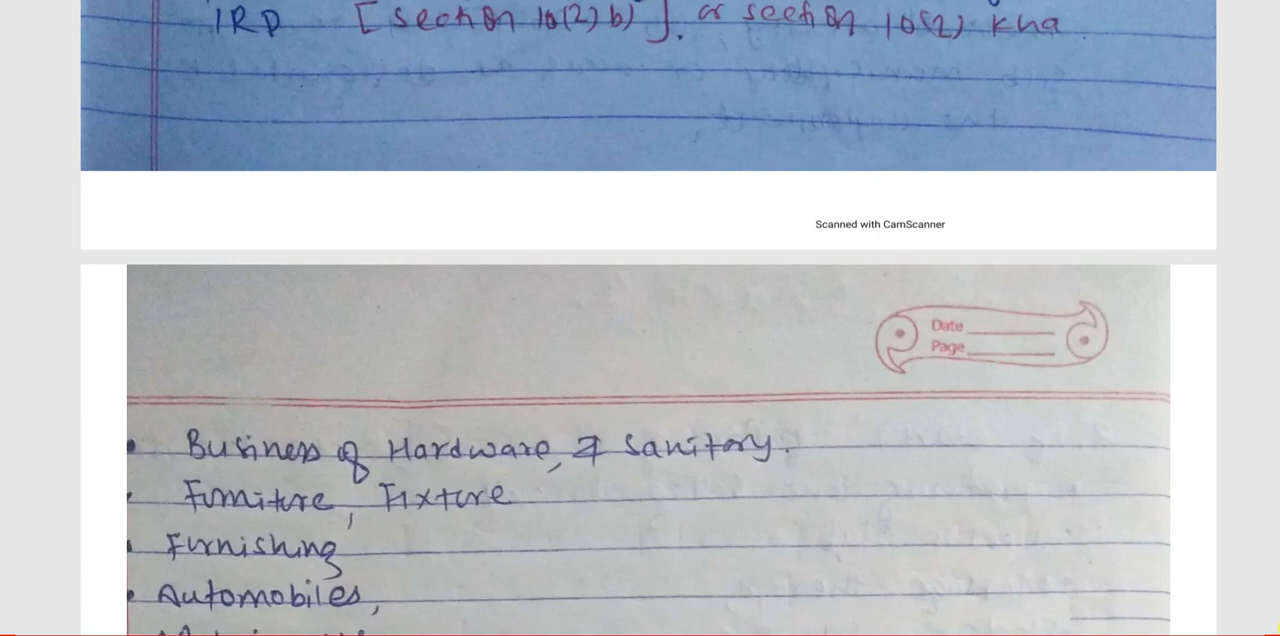 IRD [section 10(2) b)]. or section 10(2) kha
Scanned with CamScanner
Date
Page
• Business of Hardware, & Sanitary.
• Furniture, Fixture
• Furnishing
• Automobiles,